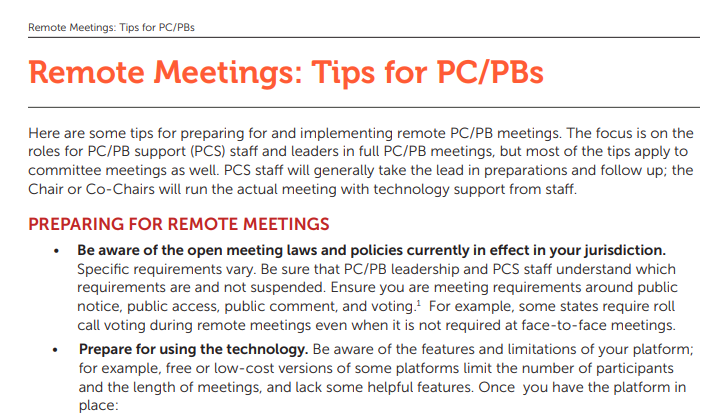 Remote Meetings: Tips for PC/PBs
Remote Meetings: Tips for PC/PBs
Here are some tips for preparing for and implementing remote PC/PB meetings. The focus is on the
roles for PC/PB support (PCS) staff and leaders in full PC/PB meetings, but most of the tips apply to
committee meetings as well. PCS staff will generally take the lead in preparations and follow up; the
Chair or Co-Chairs will run the actual meeting with technology support from staff.
PREPARING FOR REMOTE MEETINGS
• Be aware of the open meeting laws and policies currently in effect in your jurisdiction.
Specific requirements vary. Be sure that PC/PB leadership and PCS staff understand which
requirements are and not suspended. Ensure you are meeting requirements around public
notice, public access, public comment, and voting.¹ For example, some states require roll
call voting during remote meetings even when it is not required at face-to-face meetings.
• Prepare for using the technology. Be aware of the features and limitations of your platform;
for example, free or low-cost versions of some platforms limit the number of participants
and the length of meetings, and lack some helpful features. Once you have the platform in
place: